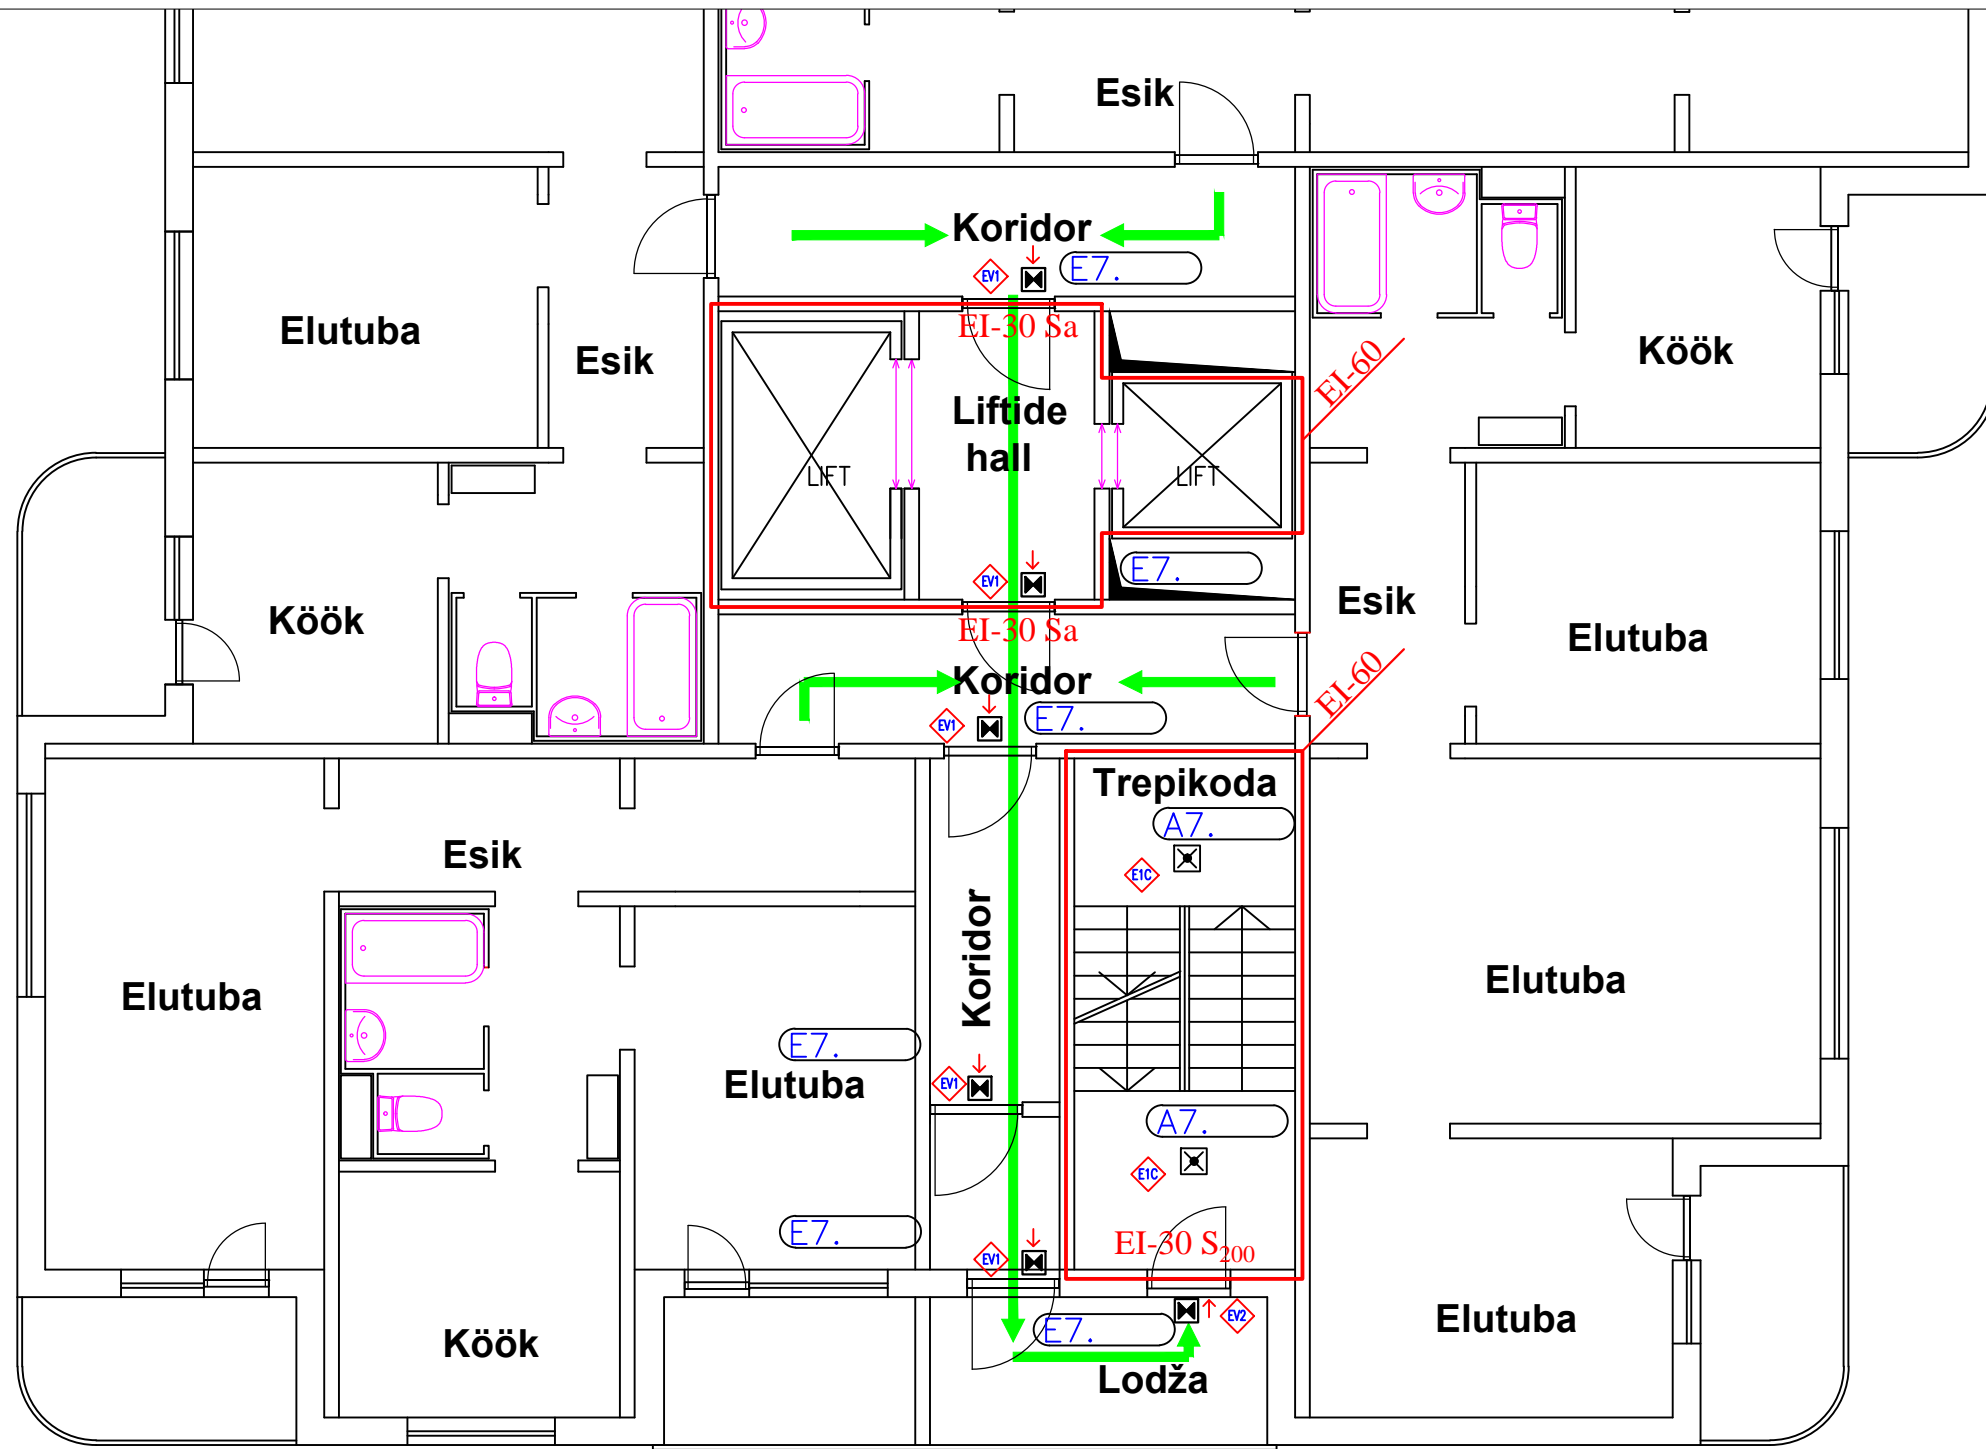 Esik
Koridor
EV1
E7.
EI-30 Sa
Elutuba
Esik
EI-60
Köök
Liftide
hall
LIFT
LIFT
EV1
E7.
Köök
Esik
Elutuba
EI-30 Sa
Koridor
EI-60
EV1
E7.
Trepikoda
A7.
E1C
Esik
Koridor
Elutuba
Elutuba
E7.
Elutuba
EV1
A7.
E1C
E7.
EI-30 S200
EV1
E7.
EV2
Köök
Elutuba
Lodža